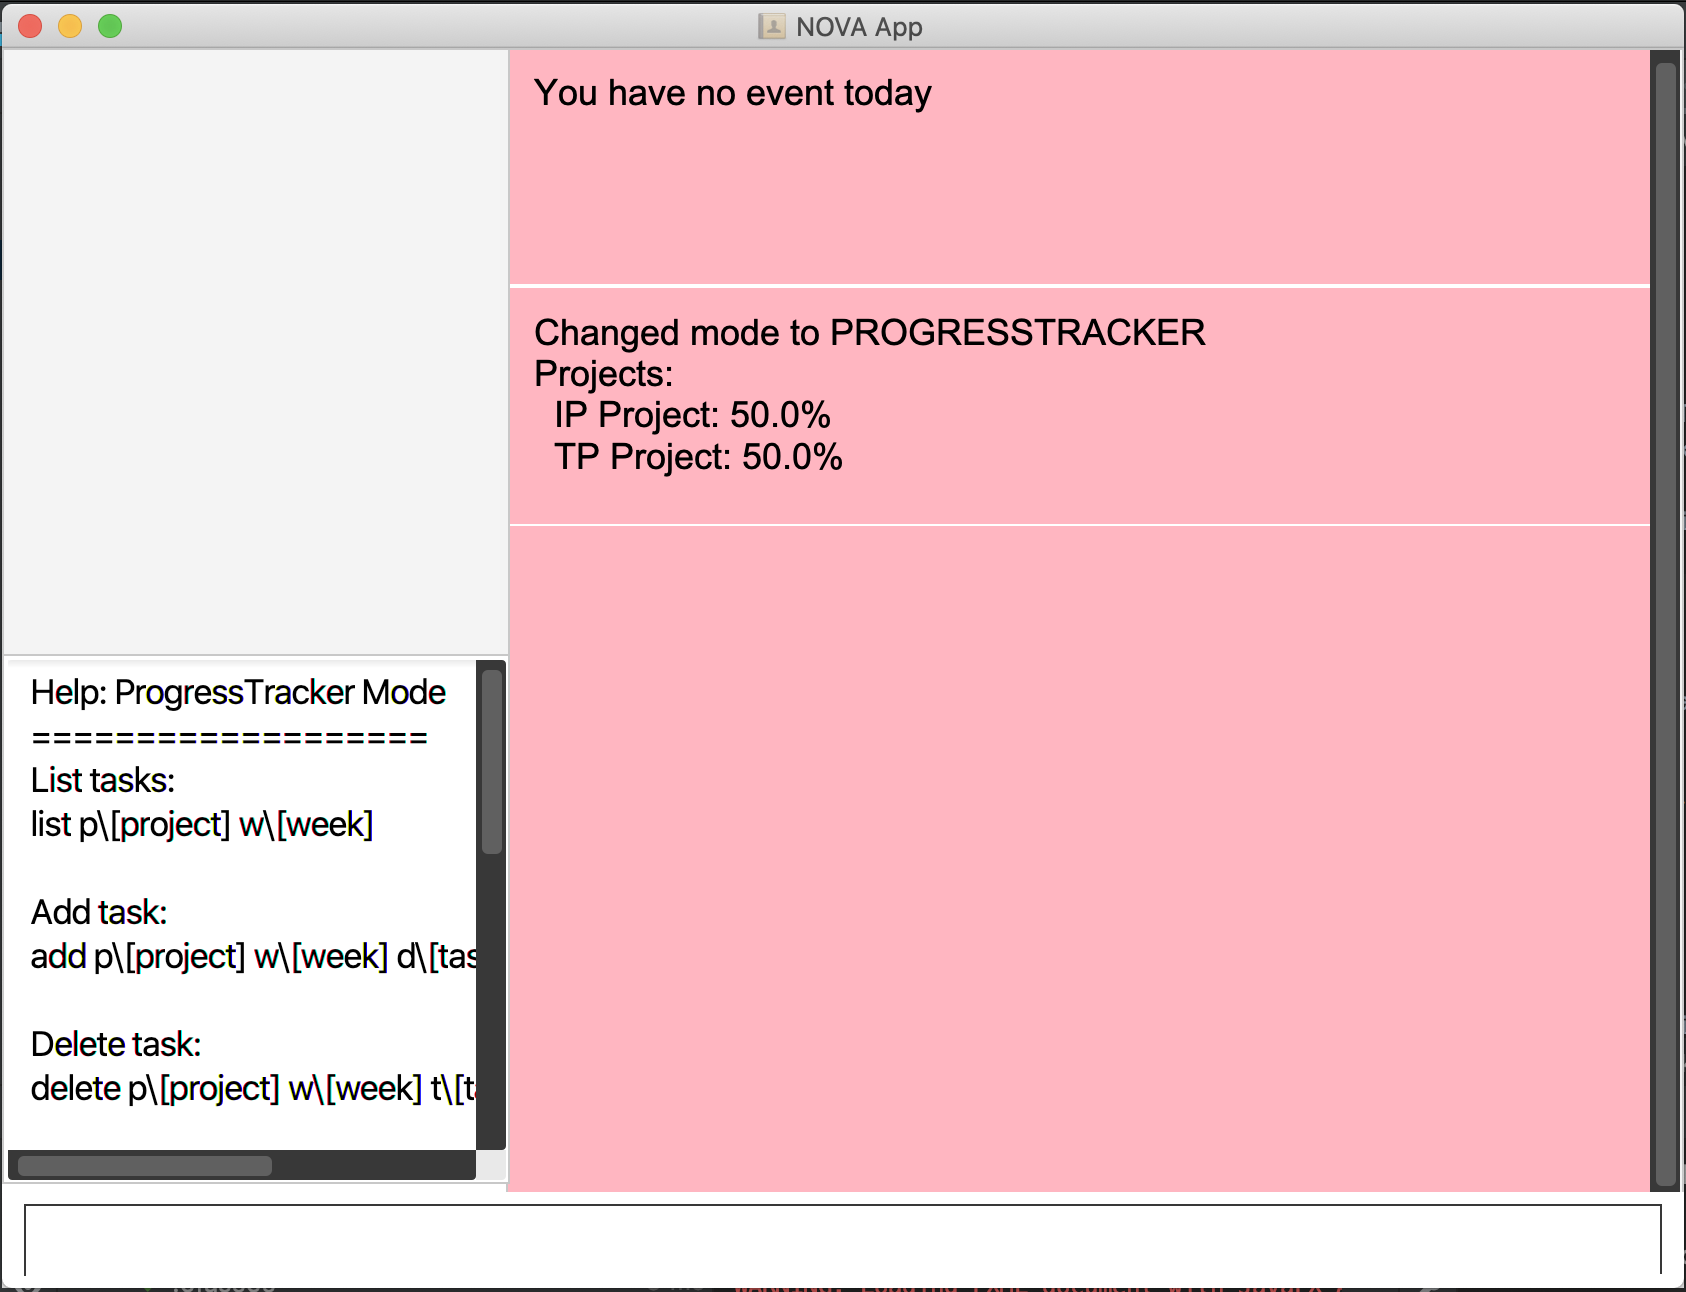 NOVA App
You have no event today
Changed mode to PROGRESSTRACKER
Projects:
IP Project: 50.0%
TP Project: 50.0%
Help: ProgressTracker Mode
===================
List tasks:
list p\[project] w\[week]
Add task:
add p\[project] w\[week] d\[tas
Delete task:
delete p\[project] w\[week] t\[ta